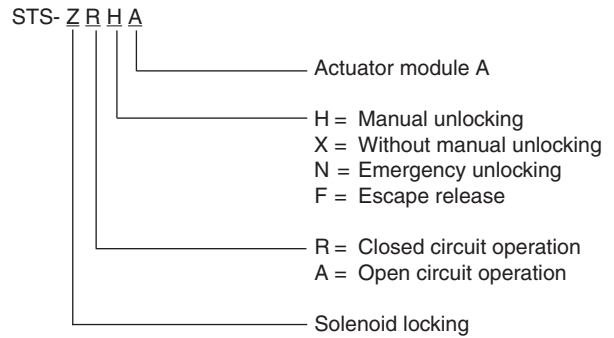 STS- Z R H A
Actuator module A
H = Manual unlocking
X = Without manual unlocking
N = Emergency unlocking
F = Escape release
R = Closed circuit operation
A = Open circuit operation
Solenoid locking